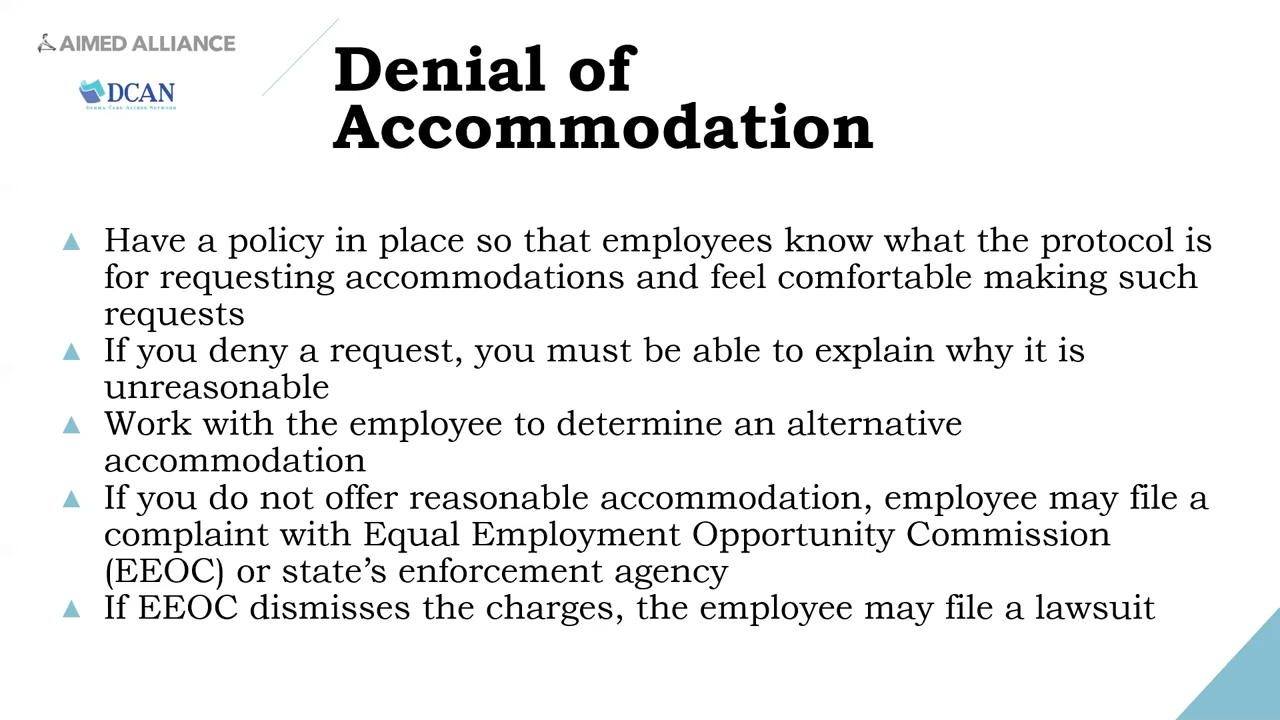 AIMED ALLIANCE
DCAN
Derma Care Access Network
Denial of
Accommodation
Have a policy in place so that employees know what the protocol is
for requesting accommodations and feel comfortable making such
requests
If you deny a request, you must be able to explain why it is
unreasonable
Work with the employee to determine an alternative
accommodation
If you do not offer reasonable accommodation, employee may file a
complaint with Equal Employment Opportunity Commission
(EEOC) or state’s enforcement agency
If EEOC dismisses the charges, the employee may file a lawsuit